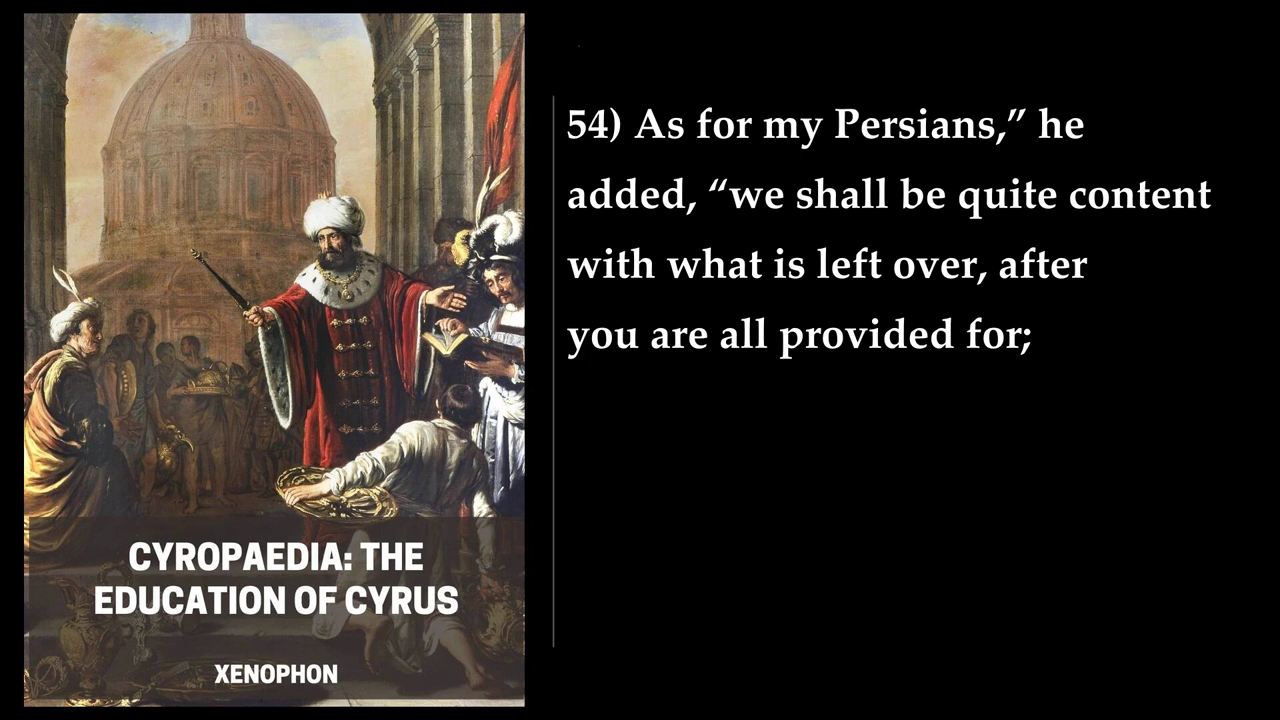 CYROPAEDIA: THE
EDUCATION OF CYRUS
XENOPHON
54) As for my Persians,” he
added, “we shall be quite content
with what is left over, after
you are all provided for;